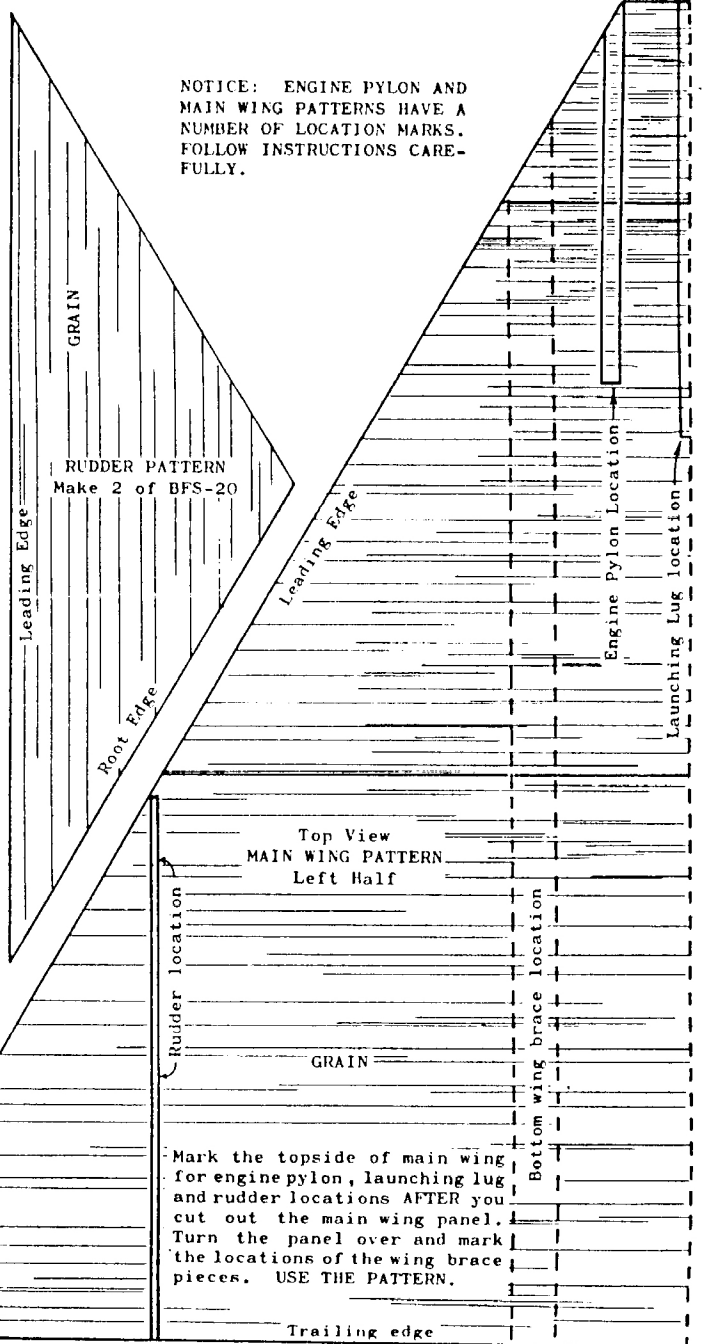 NOTICE: ENGINE PYLON AND
MAIN WING PATTERNS HAVE A
NUMBER OF LOCATION MARKS.
FOLLOW INSTRUCTIONS CARE-
FULLY.
GRAIN
RUDDER PATTERN
Make 2 of BFS-20
Leading Edge
Root Edge
Leading Edge
Engine Pylon Location
Launching Lug location
Top View
MAIN WING PATTERN
Left Half
Rudder location
Bottom wing brace location
GRAIN
Mark the topside of main wing
for engine pylon, launching lug
and rudder locations AFTER you
cut out the main wing panel.
Turn the panel over and mark
the locations of the wing brace
pieces. USE THE PATTERN.
Trailing edge